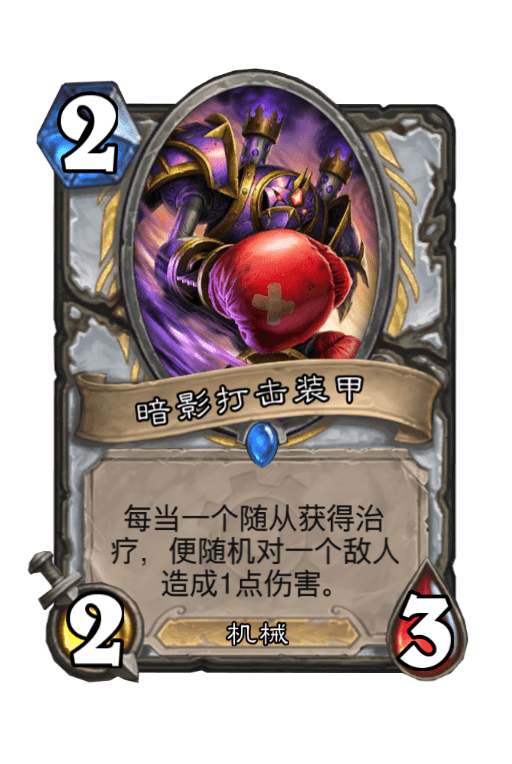 2
暗影打击装甲
每当一个随从获得治
疗，便随机对一个敌人
造成1点伤害。
2
机械
3